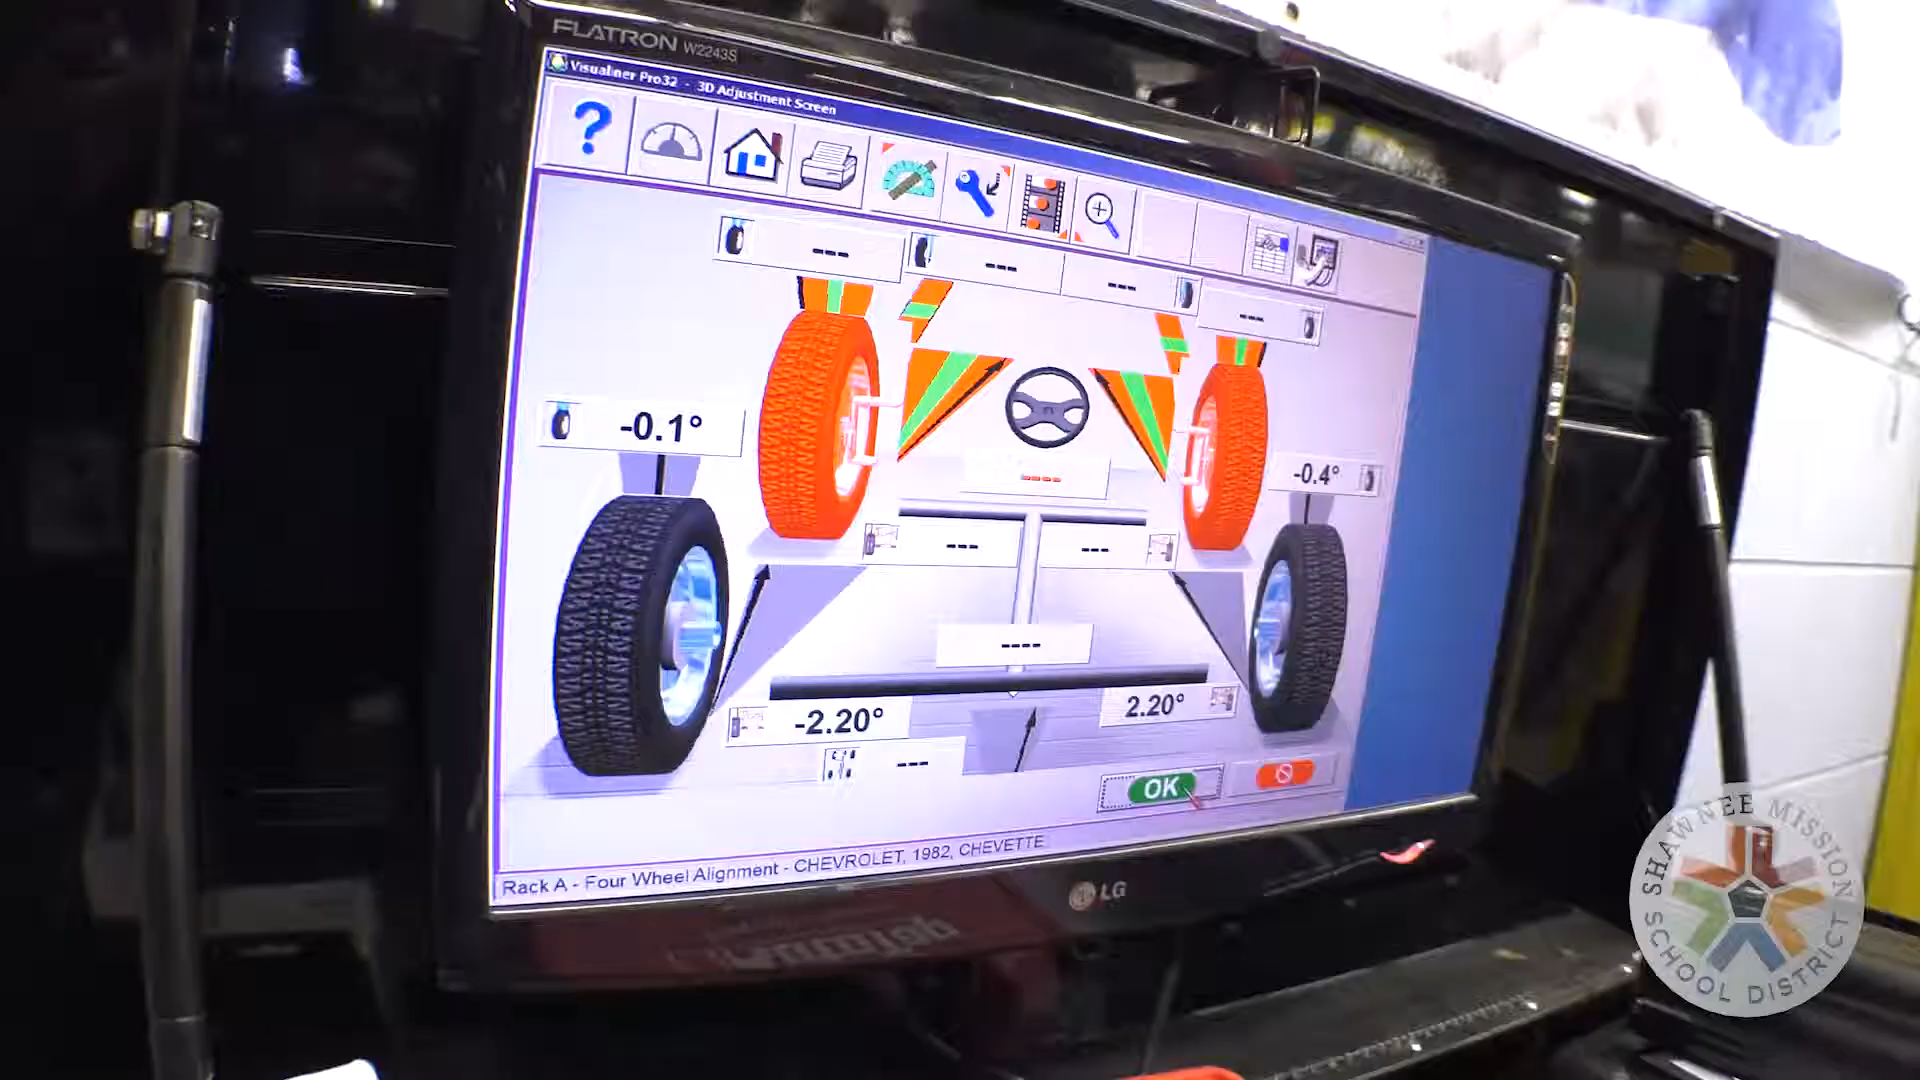 FLATRON W2243S
Visualiner Pro32 - 3D Adjustment Screen
?
---
---
---
---
-0.1°
-0.4°
----
---
---
----
-2.20°
2.20°
---
OK
Rack A - Four Wheel Alignment - CHEVROLET, 1982, CHEVETTE
LG
SHAWNEE MISSION
SCHOOL DISTRICT